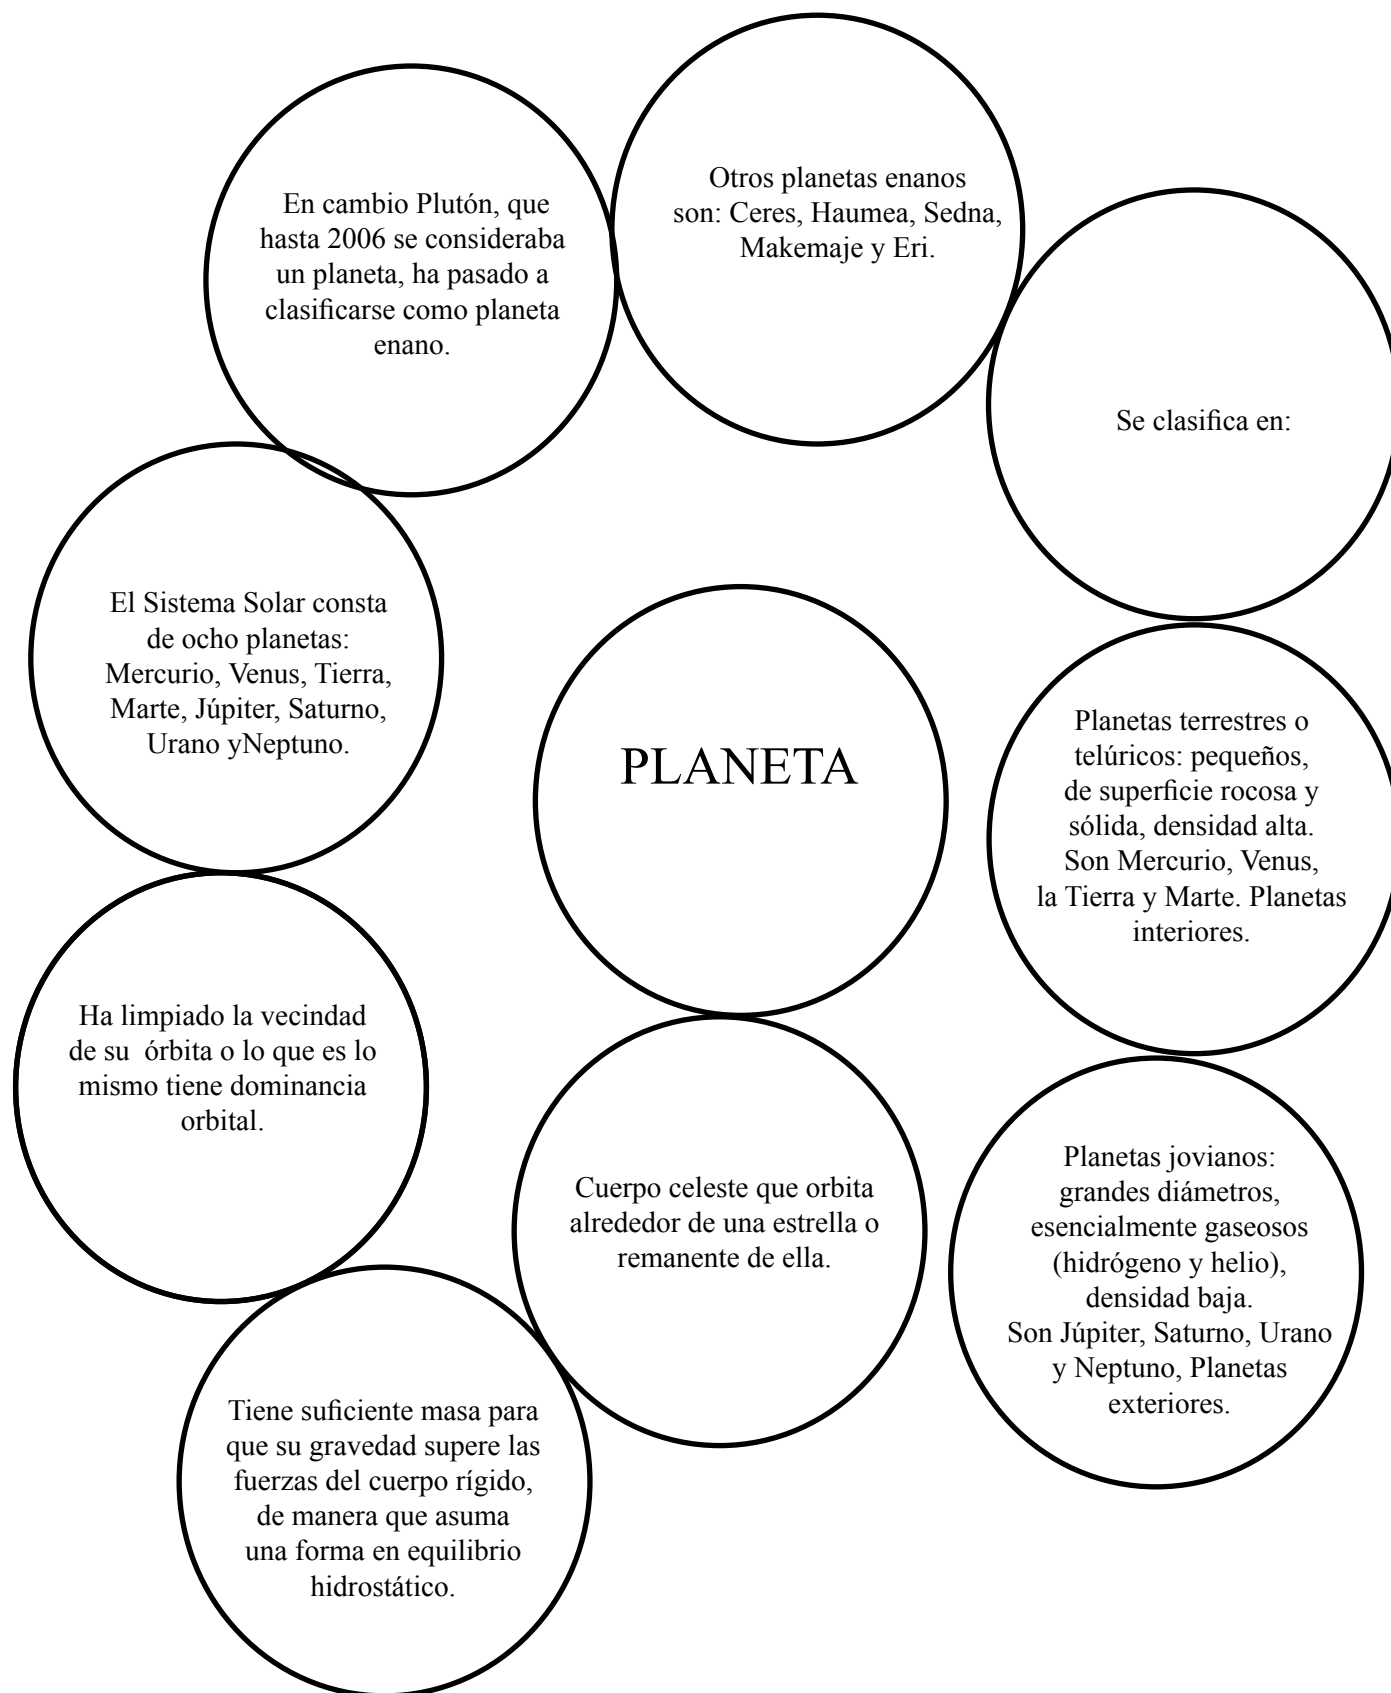 PLANETA
Cuerpo celeste que orbita
alrededor de una estrella o
remanente de ella.
Tiene suficiente masa para
que su gravedad supere las
fuerzas del cuerpo rígido,
de manera que asuma
una forma en equilibrio
hidrostático.
Ha limpiado la vecindad
de su órbita o lo que es lo
mismo tiene dominancia
orbital.
El Sistema Solar consta
de ocho planetas:
Mercurio, Venus, Tierra,
Marte, Júpiter, Saturno,
Urano yNeptuno.
En cambio Plutón, que
hasta 2006 se consideraba
un planeta, ha pasado a
clasificarse como planeta
enano.
Otros planetas enanos
son: Ceres, Haumea, Sedna,
Makemaje y Eri.
Se clasifica en:
Planetas terrestres o
telúricos: pequeños,
de superficie rocosa y
sólida, densidad alta.
Son Mercurio, Venus,
la Tierra y Marte. Planetas
interiores.
Planetas jovianos:
grandes diámetros,
esencialmente gaseosos
(hidrógeno y helio),
densidad baja.
Son Júpiter, Saturno, Urano
y Neptuno, Planetas
exteriores.